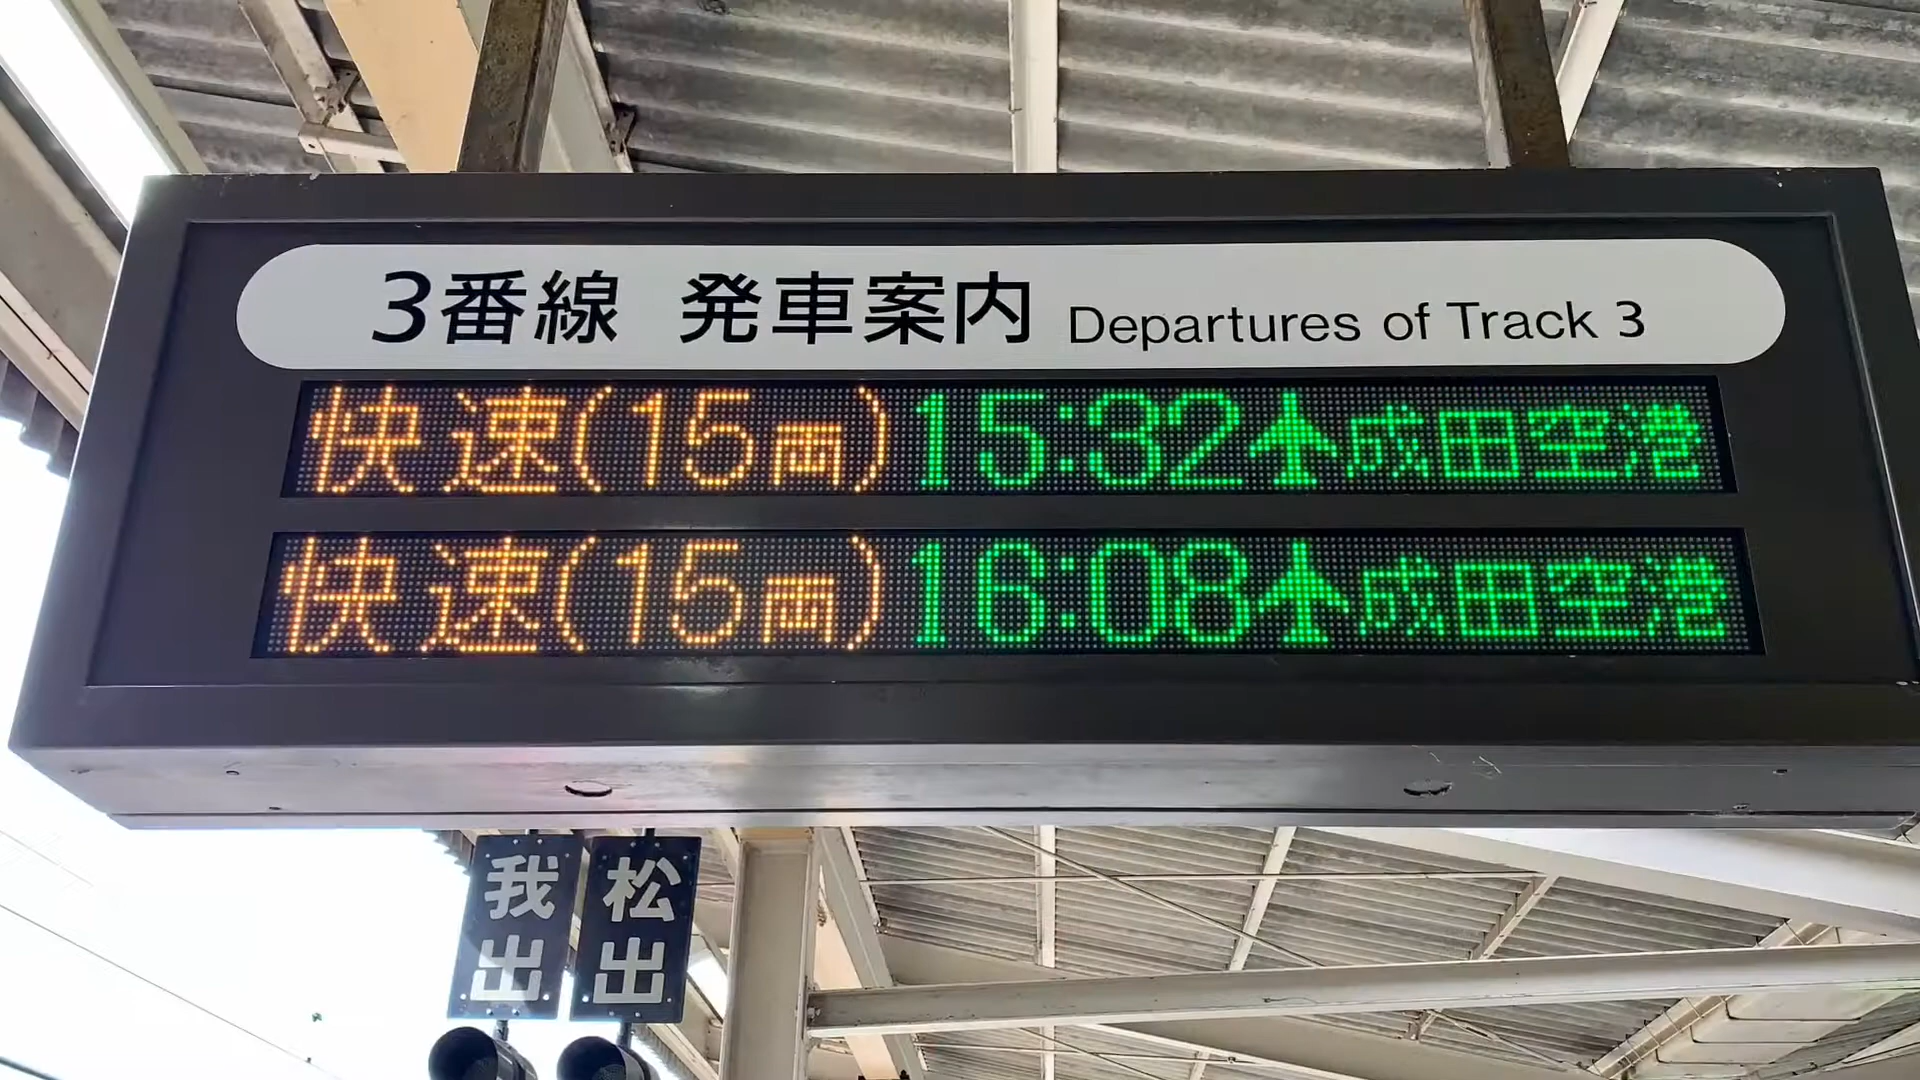 3番線 発車案内 Departures of Track 3
快速(15両) 15:32 成田空港
快速(15両) 16:08 成田空港
我出
松出